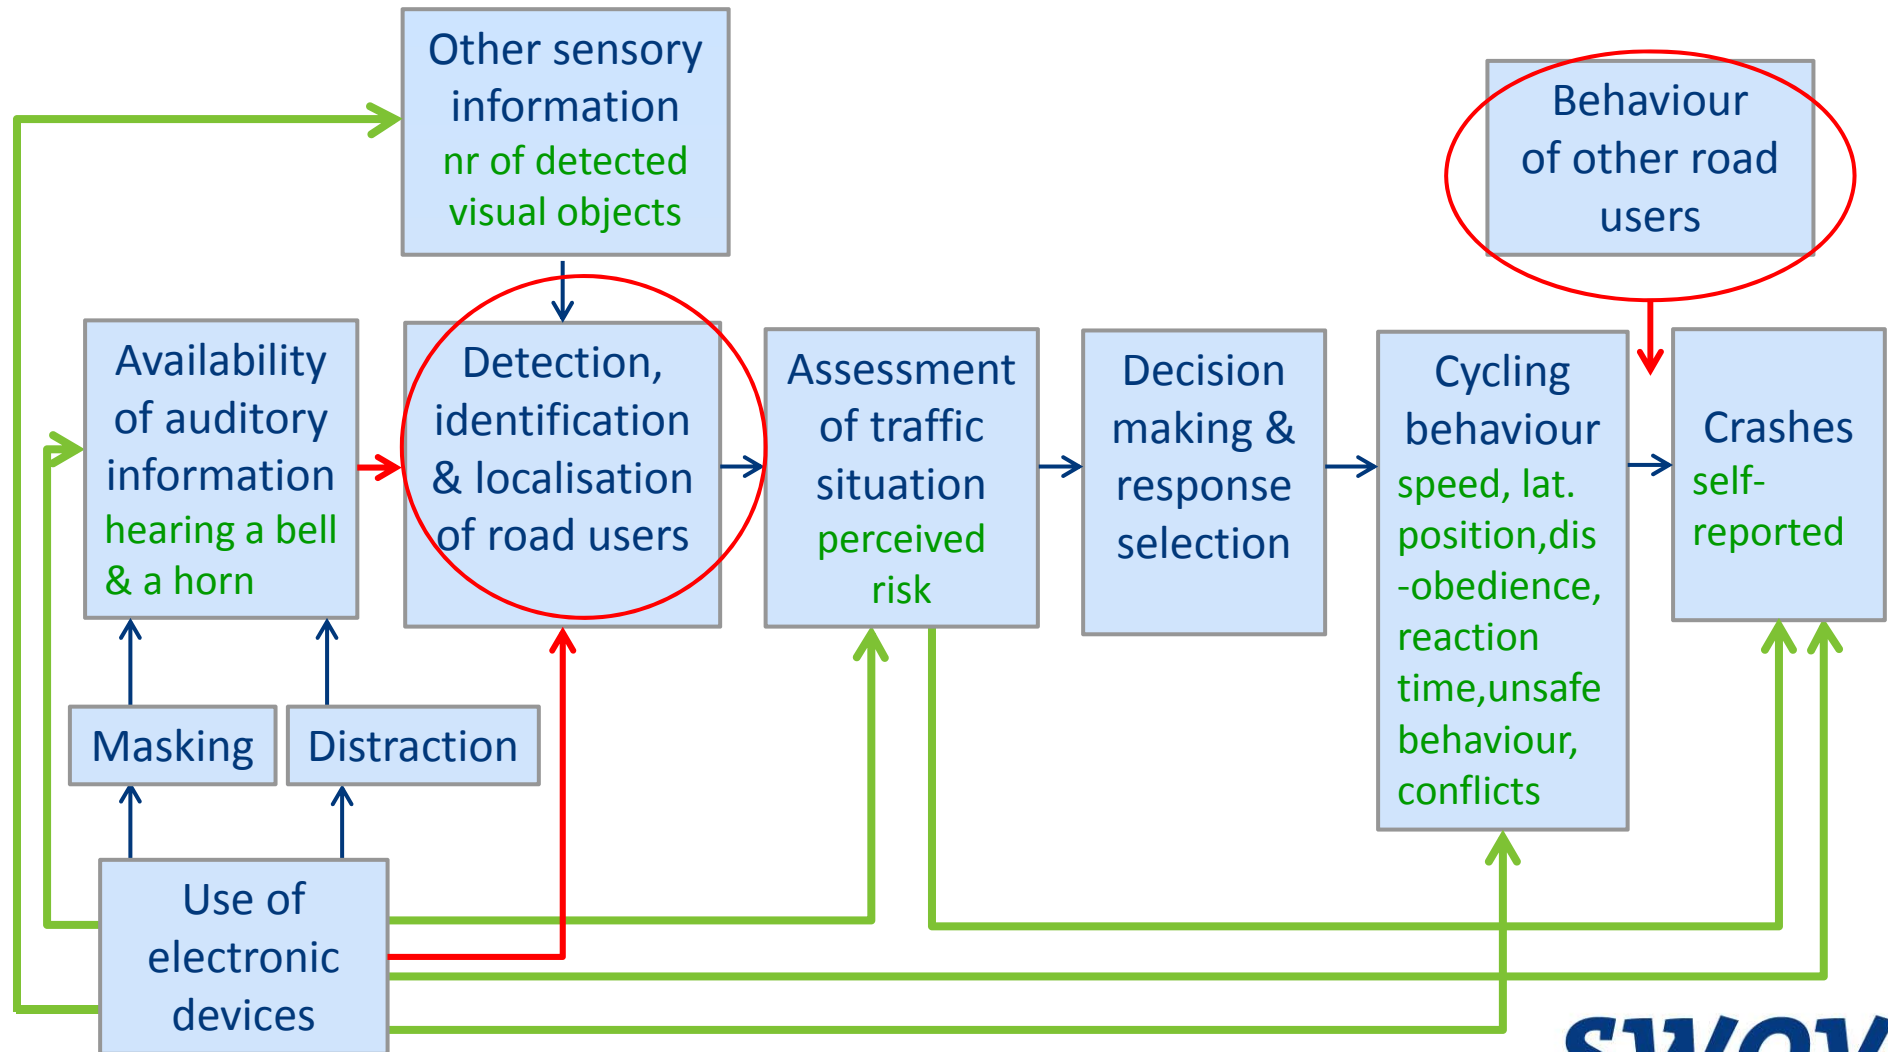 Other sensory
information
nr of detected
visual objects
Behaviour
of other road
users
Availability
of auditory
information
hearing a bell
& a horn
Detection,
identification
& localisation
of road users
Assessment
of traffic
situation
perceived
risk
Decision
making &
response
selection
Cycling
behaviour
speed, lat.
position,dis
-obedience,
reaction
time,unsafe
behaviour,
conflicts
Crashes
self-
reported
Masking
Distraction
Use of
electronic
devices
SWOV